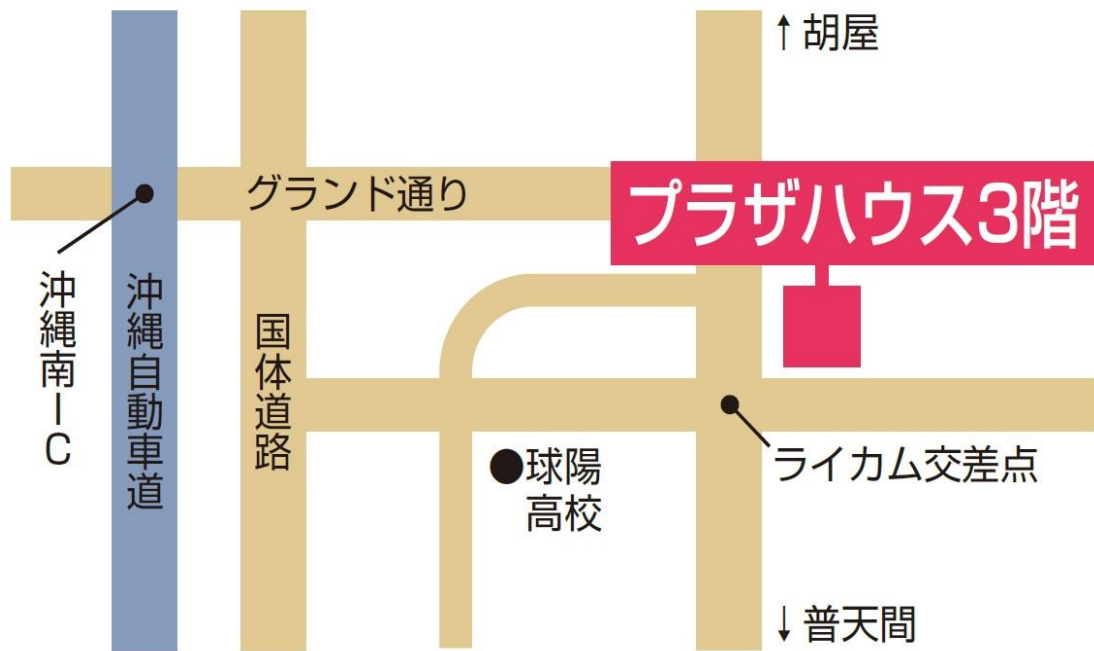 ↑胡屋
グランド通り
プラザハウス3階
沖縄南IC
沖縄自動車道
国体道路
●球陽
高校
ライカム交差点
↓普天間